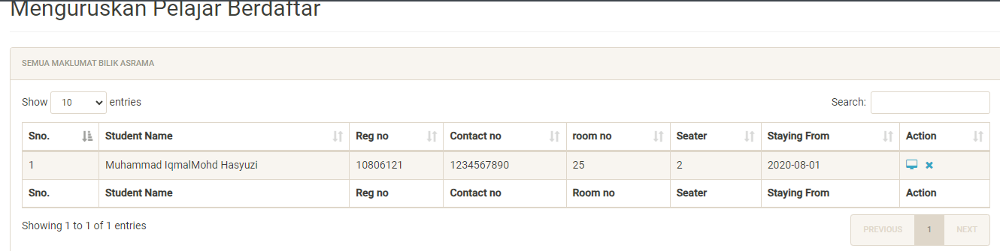 Menguruskan Pelajar Berdaftar
SEMUA MAKLUMAT BILIK ASRAMA
Show 10 entries Search:
Sno. Student Name Reg no Contact no room no Seater Staying From Action
1 Muhammad IqmalMohd Hasyuzi 10806121 1234567890 25 2 2020-08-01
Sno. Student Name Reg no Contact no Room no Seater Staying From Action
Showing 1 to 1 of 1 entries PREVIOUS 1 NEXT